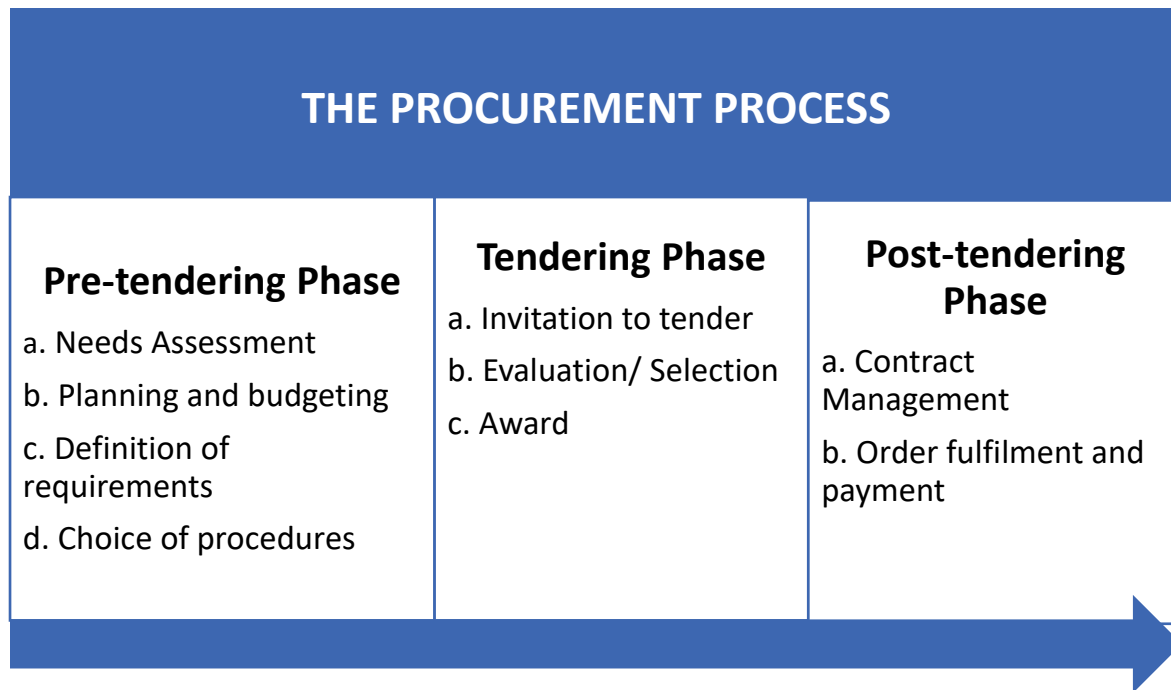 THE PROCUREMENT PROCESS
Pre-tendering Phase
a. Needs Assessment
b. Planning and budgeting
c. Definition of
requirements
d. Choice of procedures
Tendering Phase
a. Invitation to tender
b. Evaluation/ Selection
c. Award
Post-tendering
Phase
a. Contract
Management
b. Order fulfilment and
payment